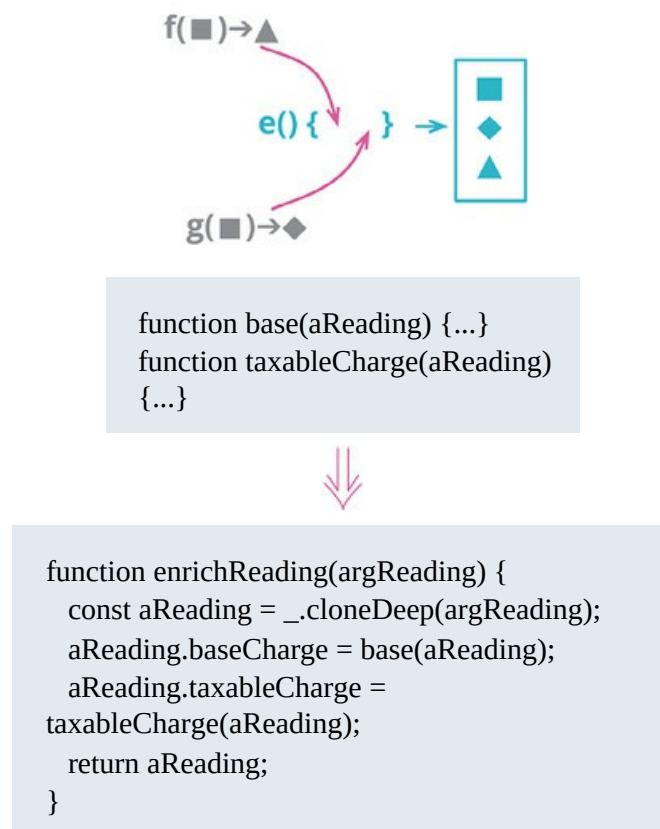 f(■)→▲
e() { } →
g(■)→◆
function base(aReading) {...}
function taxableCharge(aReading)
{...}
function enrichReading(argReading) {
const aReading = _.cloneDeep(argReading);
aReading.baseCharge = base(aReading);
aReading.taxableCharge =
taxableCharge(aReading);
return aReading;
}